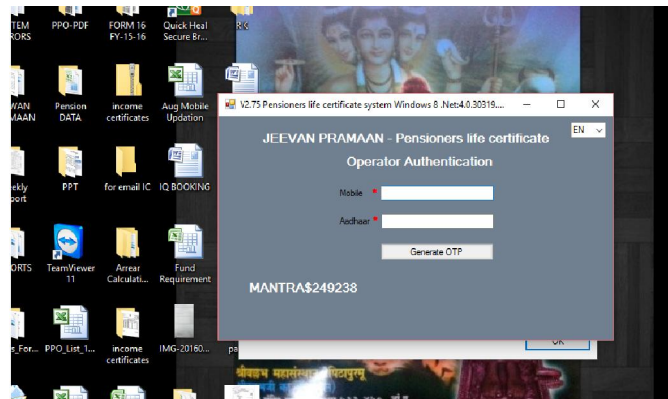 TEM
RORS
PPO-PDF
FORM 16
FY-15-16
Quick Heal
Secure Br...
WAN
MAAN
Pension
DATA
income
certificates
Aug Mobile
Updation
ekly
port
PPT
for email IC
IQ BOOKING
ORTS
TeamViewer
11
Arrear
Calculati...
Fund
Requirement
s_For...
PPO_List_1...
income
certificates
IMG-20160...
pa
V2.75 Pensioners life certificate system Windows 8 .Net:4.0.30319....
EN
JEEVAN PRAMAAN - Pensioners life certificate
Operator Authentication
Mobile *
Aadhaar *
Generate OTP
MANTRA$249238
OK